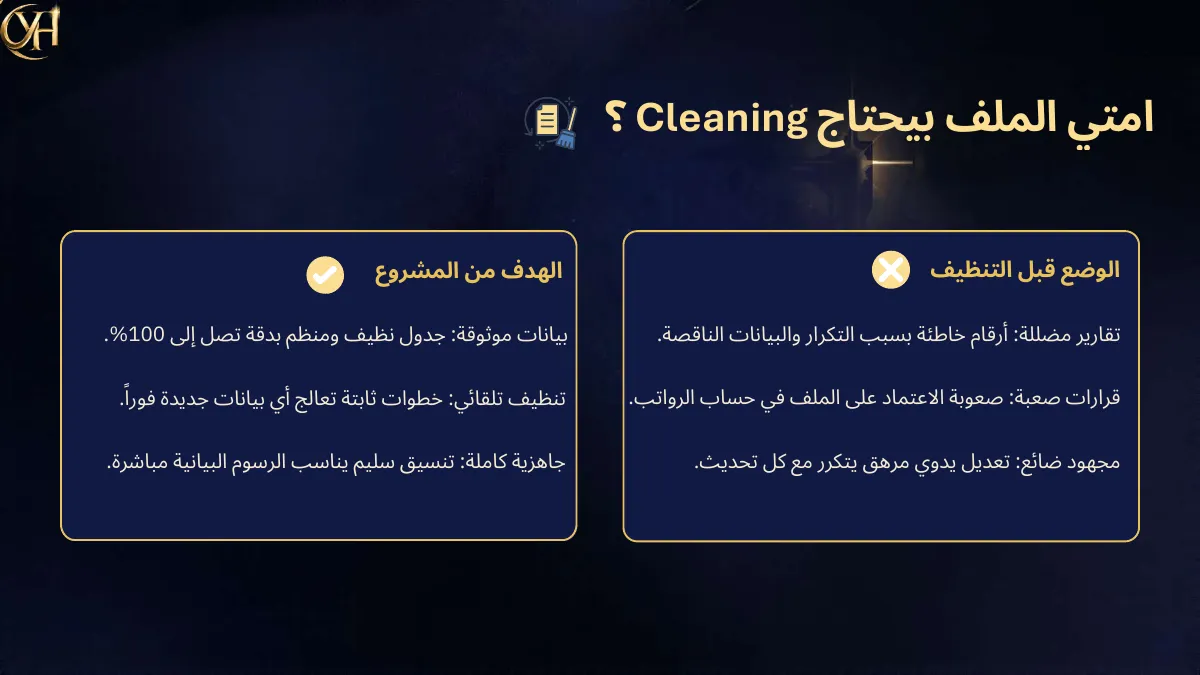 YH
امتي الملف بيحتاج Cleaning ؟
الوضع قبل التنظيف
تقارير مضللة: أرقام خاطئة بسبب التكرار والبيانات الناقصة.
قرارات صعبة: صعوبة الاعتماد على الملف في حساب الرواتب.
مجهود ضائع: تعديل يدوي مرهق يتكرر مع كل تحديث.
الهدف من المشروع
بيانات موثوقة: جدول نظيف ومنظم بدقة تصل إلى 100%.
تنظيف تلقائي: خطوات ثابتة تعالج أي بيانات جديدة فوراً.
جاهزية كاملة: تنسيق سليم يناسب الرسوم البيانية مباشرة.